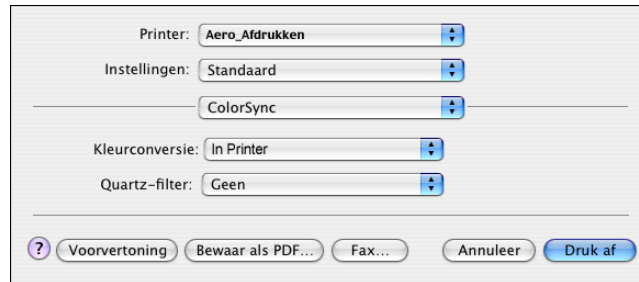 Printer: Aero_Afdrukken
Instellingen: Standaard
ColorSync
Kleurconversie: In Printer
Quartz-filter: Geen
? Voorvertoning Bewaar als PDF... Fax... Annuleer Druk af